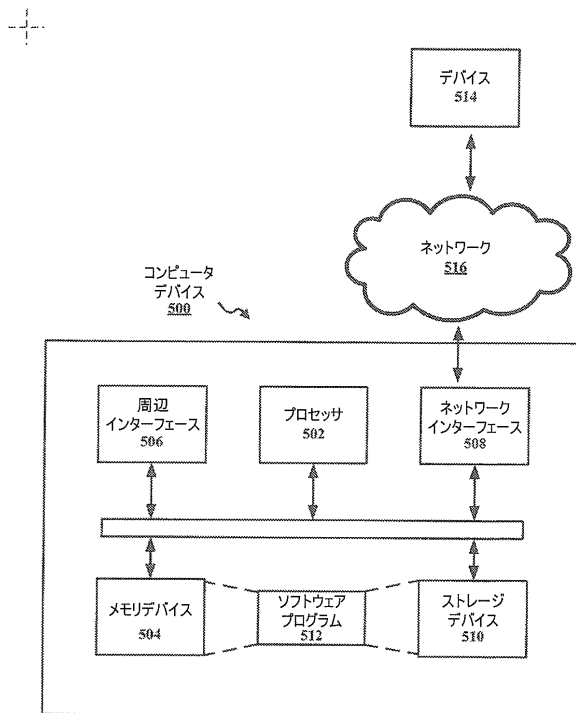 デバイス
514
ネットワーク
516
コンピュータ
デバイス 500
周辺
インターフェース
506
プロセッサ
502
ネットワーク
インターフェース
508
メモリデバイス
504
ソフトウェア
プログラム
512
ストレージ
デバイス
510